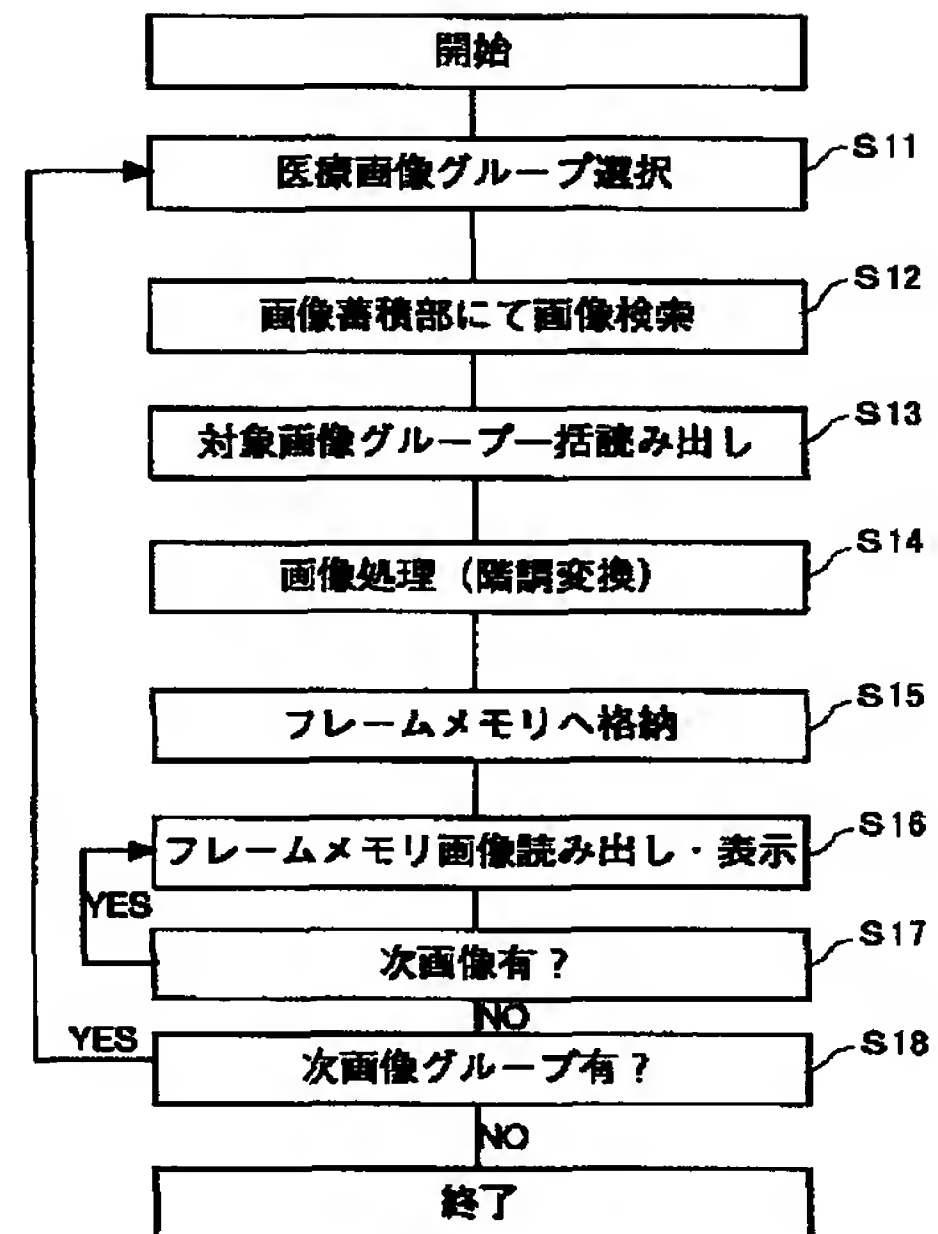 開始
医療画像グループ選択 S11
画像蓄積部にて画像検索 S12
対象画像グループ一括読み出し S13
画像処理（階調変換） S14
フレームメモリへ格納 S15
フレームメモリ画像読み出し・表示 S16
YES
次画像有？ S17
NO
YES
次画像グループ有？ S18
NO
終了